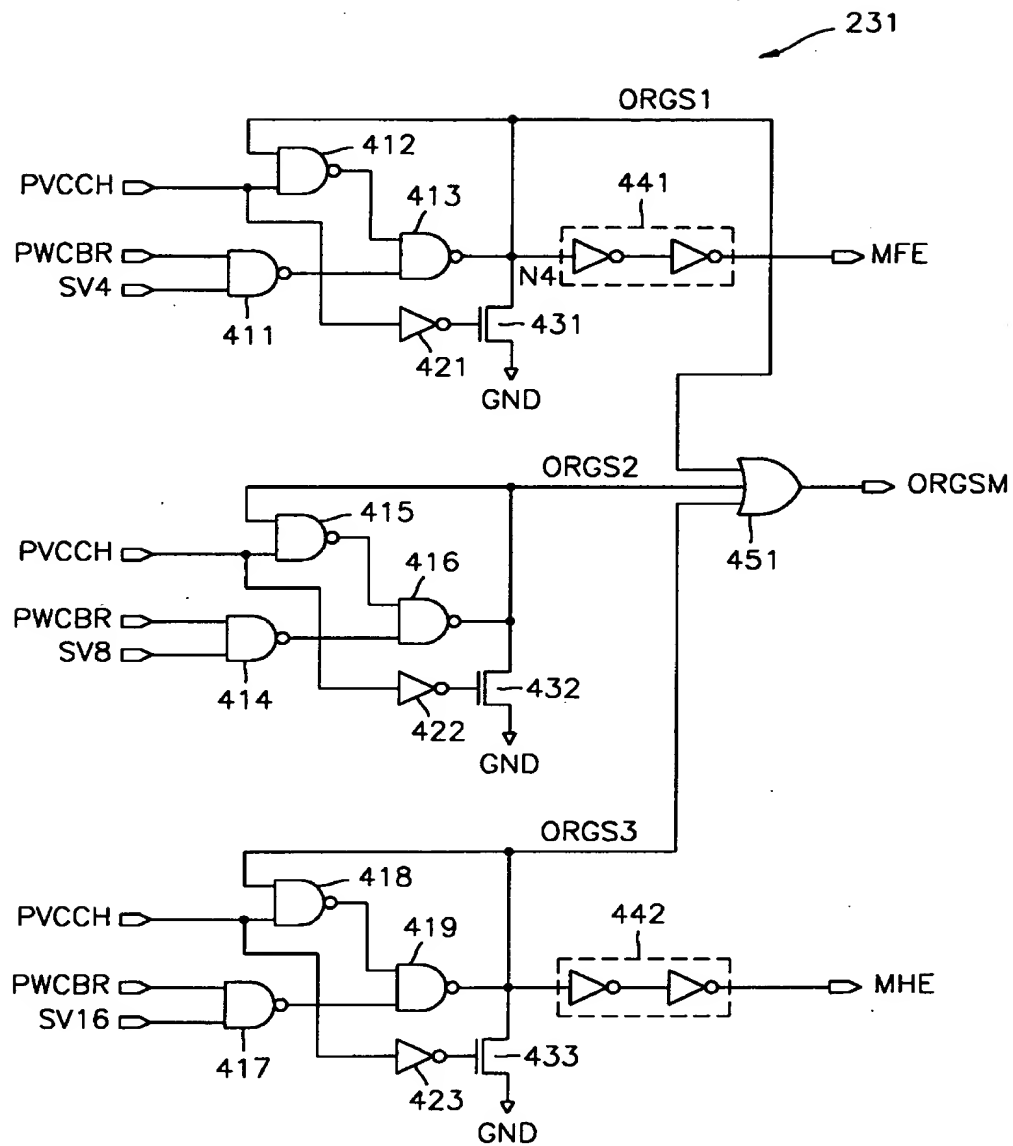 231
ORGS1
412
PVCCH
413
441
PWCBR
MFE
SV4
N4
411
421
431
GND
ORGS2
ORGSM
415
PVCCH
416
451
PWCBR
SV8
414
422
432
GND
ORGS3
418
PVCCH
419
442
PWCBR
MHE
SV16
417
423
433
GND